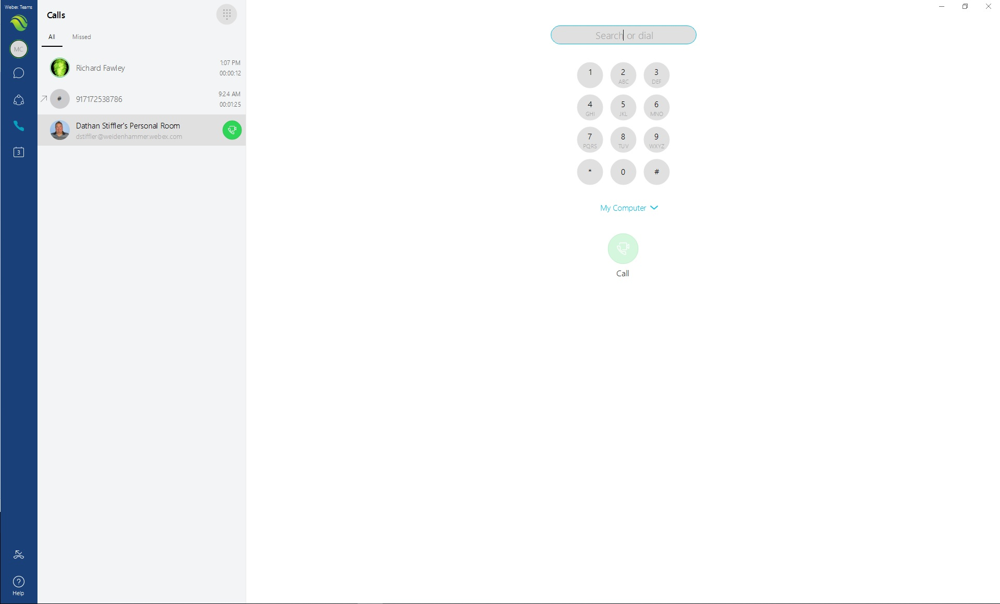 Webex Teams
MC
3
Help
Calls
All
Missed
Richard Fawley
1:07 PM
00:00:12
#
917172538786
9:24 AM
00:01:25
Dathan Stiffler's Personal Room
dstiffler@weidenhammer.webex.com
Search or dial
1
2
3
ABC
DEF
4
5
6
GHI
JKL
MNO
7
8
9
PQRS
TUV
WXYZ
*
0
#
My Computer
Call